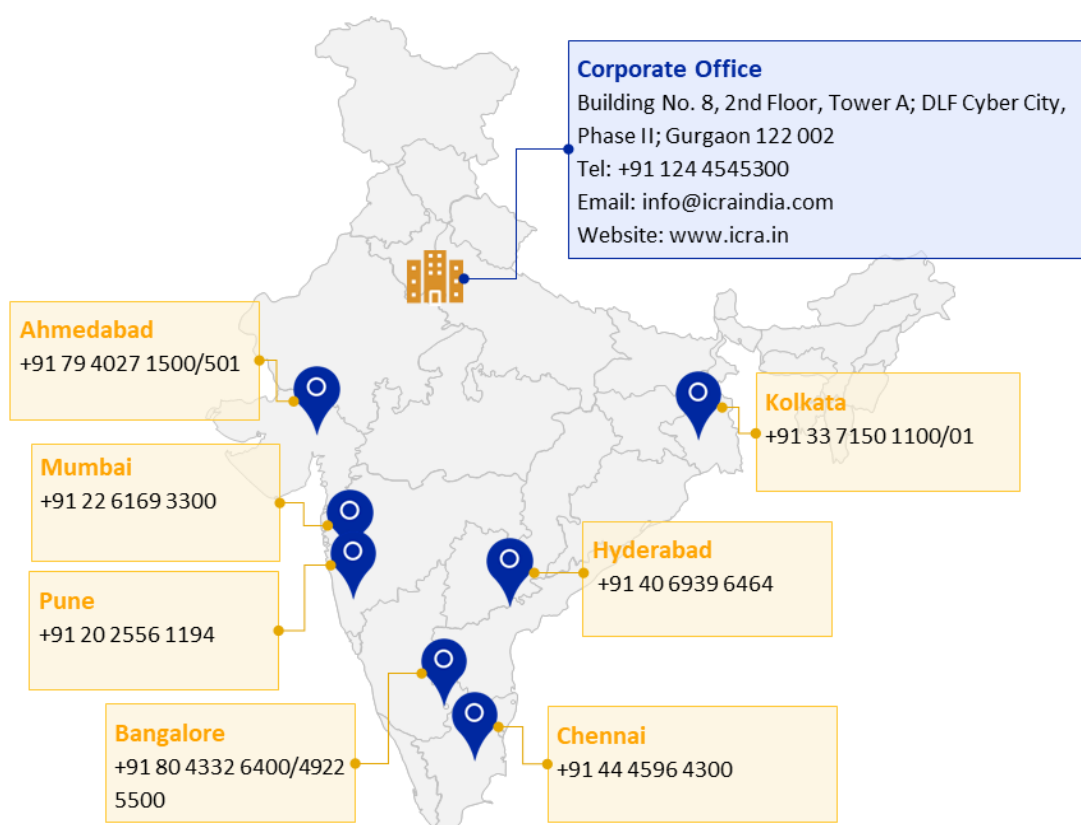 Corporate Office
Building No. 8, 2nd Floor, Tower A; DLF Cyber City,
Phase II; Gurgaon 122 002
Tel: +91 124 4545300
Email: info@icraindia.com
Website: www.icra.in
Ahmedabad
+91 79 4027 1500/501
Kolkata
+91 33 7150 1100/01
Mumbai
+91 22 6169 3300
Hyderabad
+91 40 6939 6464
Pune
+91 20 2556 1194
Bangalore
+91 80 4332 6400/4922
5500
Chennai
+91 44 4596 4300